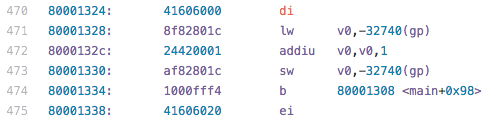 470 80001324: 41606000 di
471 80001328: 8f82801c lw v0,-32740(gp)
472 8000132c: 24420001 addiu v0,v0,1
473 80001330: af82801c sw v0,-32740(gp)
474 80001334: 1000fff4 b 80001308 <main+0x98>
475 80001338: 41606020 ei